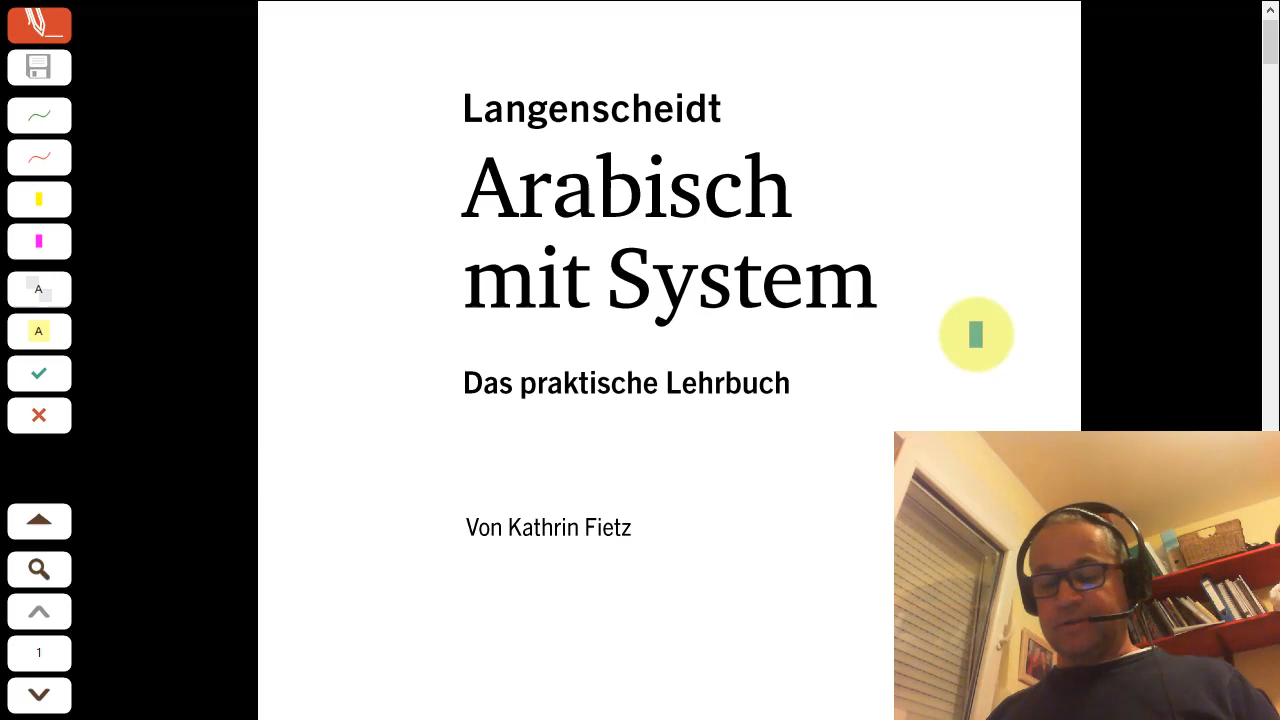 Langenscheidt
Arabisch
mit System
Das praktische Lehrbuch
Von Kathrin Fietz
A
A
1